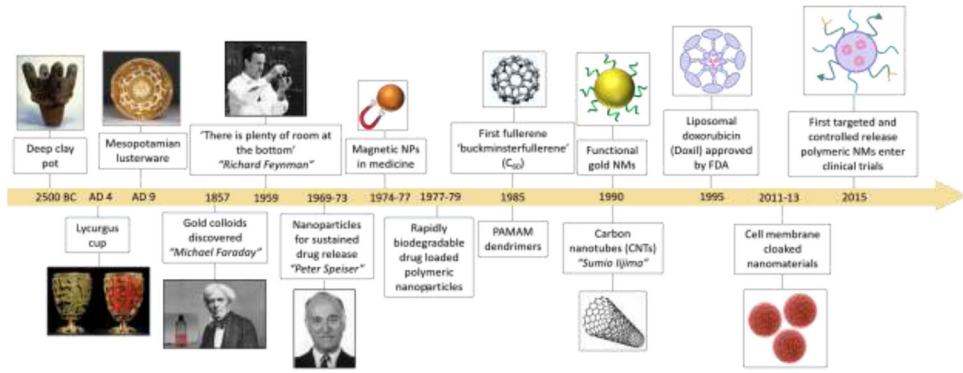 Deep clay
pot
Mesopotamian
lusterware
'There is plenty of room at
the bottom'
"Richard Feynman"
Magnetic NPs
in medicine
First fullerene
'buckminsterfullerene'
(C₆₀)
Functional
gold NMs
Liposomal
doxorubicin
(Doxil) approved
by FDA
First targeted and
controlled release
polymeric NMs enter
clinical trials
2500 BC AD 4 AD 9 1857 1959 1969-73 1974-77 1977-79 1985 1990 1995 2011-13 2015
Lycurgus
cup
Gold colloids
discovered
"Michael Faraday"
Nanoparticles
for sustained
drug release
"Peter Speiser"
Rapidly
biodegradable
drug loaded
polymeric
nanoparticles
PAMAM
dendrimers
Carbon
nanotubes (CNTs)
"Sumio Iijima"
Cell membrane
cloaked
nanomaterials